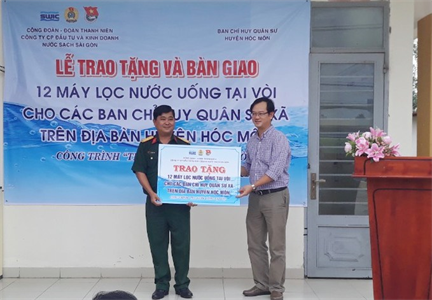 SWIC
CÔNG ĐOÀN - ĐOÀN THANH NIÊN
CÔNG TY CP ĐẦU TƯ VÀ KINH DOANH
NƯỚC SẠCH SÀI GÒN
BAN CHỈ HUY QUÂN SỰ
HUYỆN HÓC MÔN
LỄ TRAO TẶNG VÀ BÀN GIAO
12 MÁY LỌC NƯỚC UỐNG TẠI VÒI
CHO CÁC BAN CHỈ HUY QUÂN SỰ XÃ
TRÊN ĐỊA BÀN HUYỆN HÓC MÔN
CÔNG TRÌNH
TRAO TẶNG
12 MÁY LỌC NƯỚC UỐNG TẠI VÒI
CHO CÁC BAN CHỈ HUY QUÂN SỰ XÃ
TRÊN ĐỊA BÀN HUYỆN HÓC MÔN